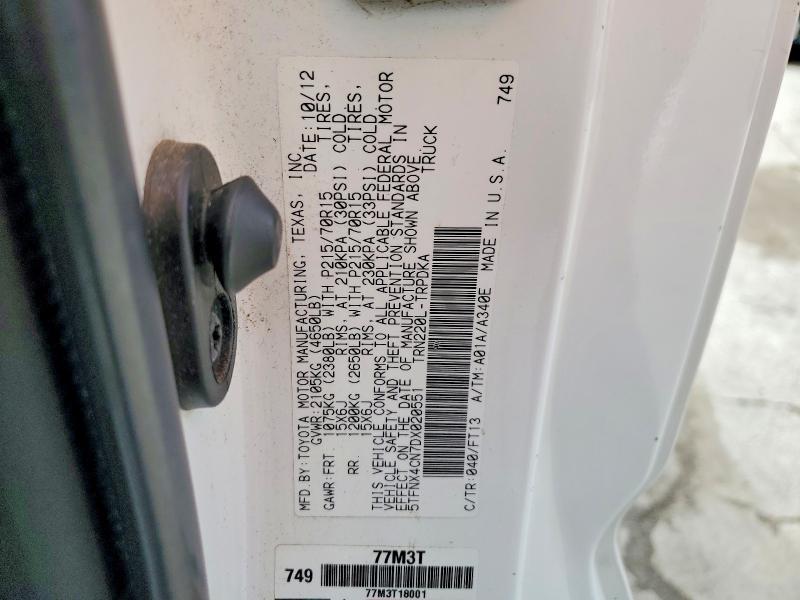 MFD.BY:TOYOTA MOTOR MANUFACTURING, TEXAS, INC. DATE:10/12
GVWR:2105KG (4650LB)
GAWR:FRT. 1075KG (2380LB) WITH P215/70R15 TIRES,
15X6J RIMS, AT 210KPA (30PSI) COLD
RR. 1200KG (2650LB) WITH P215/70R15 TIRES,
15X6J RIMS, AT 230KPA (33PSI) COLD
THIS VEHICLE CONFORMS TO ALL APPLICABLE FEDERAL MOTOR
VEHICLE SAFETY AND THEFT PREVENTION STANDARDS IN
EFFECT ON THE DATE OF MANUFACTURE SHOWN ABOVE.
5TFNX4CN7DX020551 TRN220L-TRPDKA TRUCK
C/TR:040/FT13 A/TM:A01A/A340E MADE IN U.S.A. 749
77M3T
749
77M3T18001